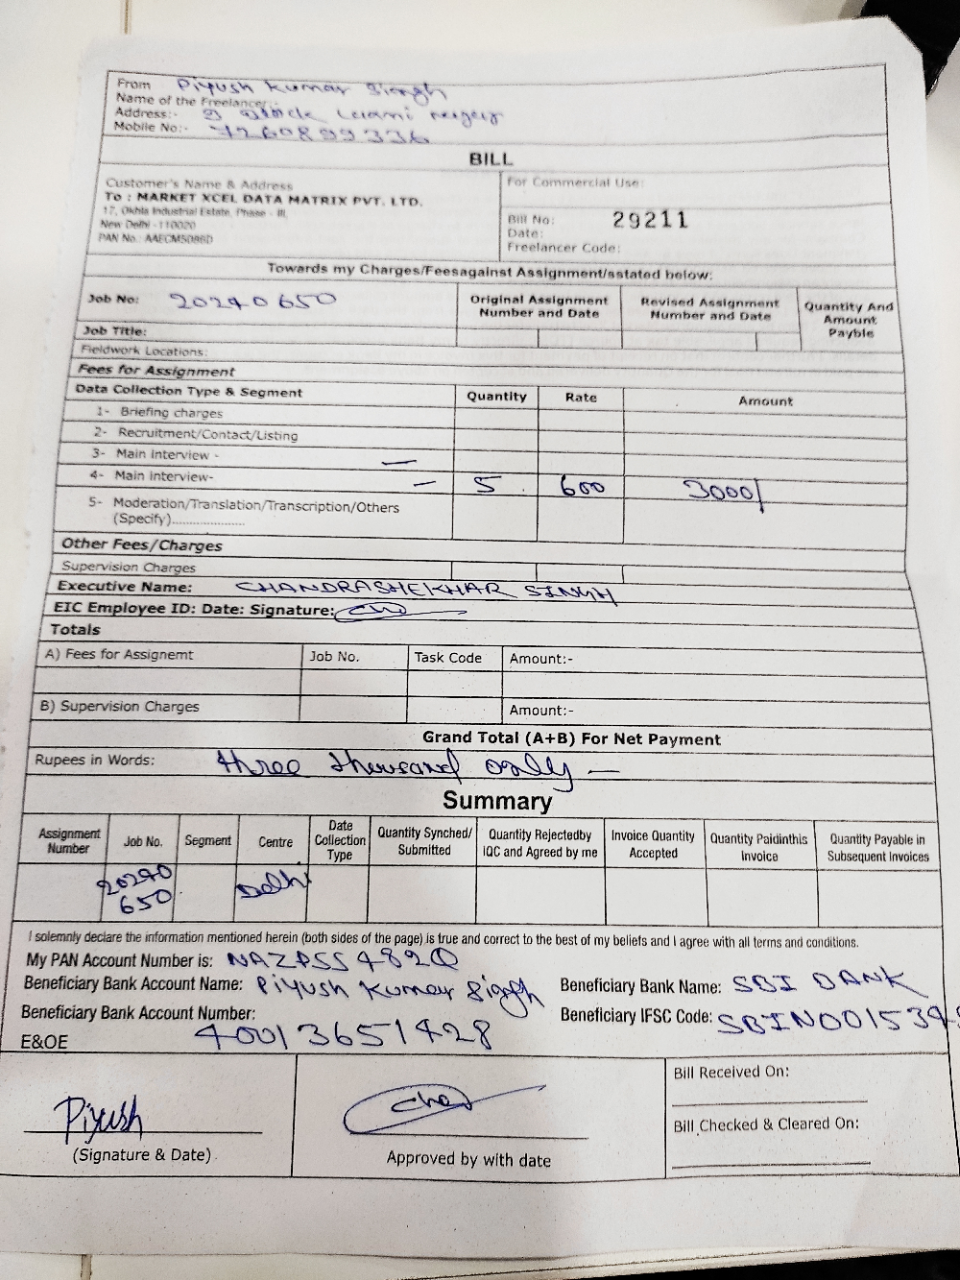 From Piyush Kumar Singh
Name of the Freelancer:-
Address:- Laxmi
Mobile No:- 7260899336
BILL
Customer's Name & Address
To : MARKET XCEL DATA MATRIX PVT. LTD.
17, Okhla Industrial Estate, Phase - III,
New Delhi - 110020
PAN No.: AAECM5086D
For Commercial Use:
Bill No: 29211
Date:
Freelancer Code:
Towards my Charges/Feesagainst Assignment/sstated below:
Job No: 20240650
Original Assignment Number and Date
Revised Assignment Number and Date
Quantity And Amount Payble
Job Title:
Fieldwork Locations:
Fees for Assignment
Data Collection Type & Segment Quantity Rate Amount
1- Briefing charges
2- Recruitment/Contact/Listing
3- Main Interview - —
4- Main interview- — 5 600 3000/
5- Moderation/Translation/Transcription/Others
(Specify).....................
Other Fees/Charges
Supervision Charges
Executive Name: CHANDRASHEKHAR SINGH
EIC Employee ID: Date: Signature:
Totals
A) Fees for Assignemt Job No. Task Code Amount:-
B) Supervision Charges Amount:-
Grand Total (A+B) For Net Payment
Rupees in Words: three thousand only —
Summary
Assignment Number
Job No.
Segment
Centre
Date Collection Type
Quantity Synched/ Submitted
Quantity Rejectedby IQC and Agreed by me
Invoice Quantity Accepted
Quantity Paidinthis Invoice
Quantity Payable in Subsequent Invoices
20240
650
Delhi
I solemnly declare the information mentioned herein (both sides of the page) is true and correct to the best of my beliefs and I agree with all terms and conditions.
My PAN Account Number is: NAZPSS482Q
Beneficiary Bank Account Name: Piyush Kumar Singh
Beneficiary Bank Name: SBI BANK
Beneficiary Bank Account Number: 40013651428
Beneficiary IFSC Code:
E&OE
Piyush
(Signature & Date)
Approved by with date
Bill Received On:
Bill Checked & Cleared On: